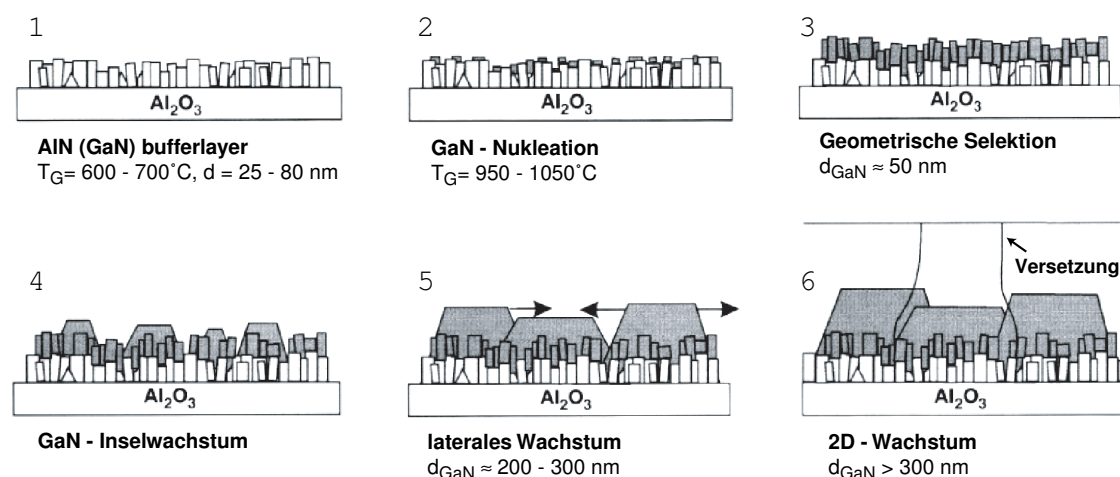 1
Al2O3
AlN (GaN) bufferlayer
TG= 600 - 700˚C, d = 25 - 80 nm
2
Al2O3
GaN - Nukleation
TG= 950 - 1050˚C
3
Al2O3
Geometrische Selektion
dGaN ≈ 50 nm
4
Al2O3
GaN - Inselwachstum
5
Al2O3
laterales Wachstum
dGaN ≈ 200 - 300 nm
6
Versetzung
Al2O3
2D - Wachstum
dGaN > 300 nm